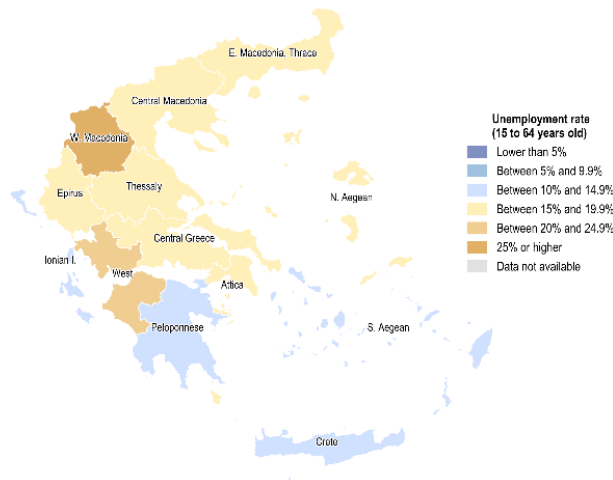 E. Macedonia, Thrace
Central Macedonia
W. Macedonia
Epirus
Thessaly
N. Aegean
Ionian I.
Central Greece
West
Attica
Peloponnese
S. Aegean
Crete
Unemployment rate
(15 to 64 years old)
Lower than 5%
Between 5% and 9.9%
Between 10% and 14.9%
Between 15% and 19.9%
Between 20% and 24.9%
25% or higher
Data not available